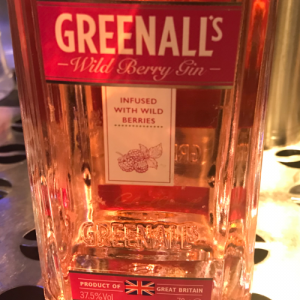 GREENALL's
Wild Berry Gin
INFUSED
WITH WILD
BERRIES
GREENALL'S
PRODUCT OF GREAT BRITAIN
37.5%Vol